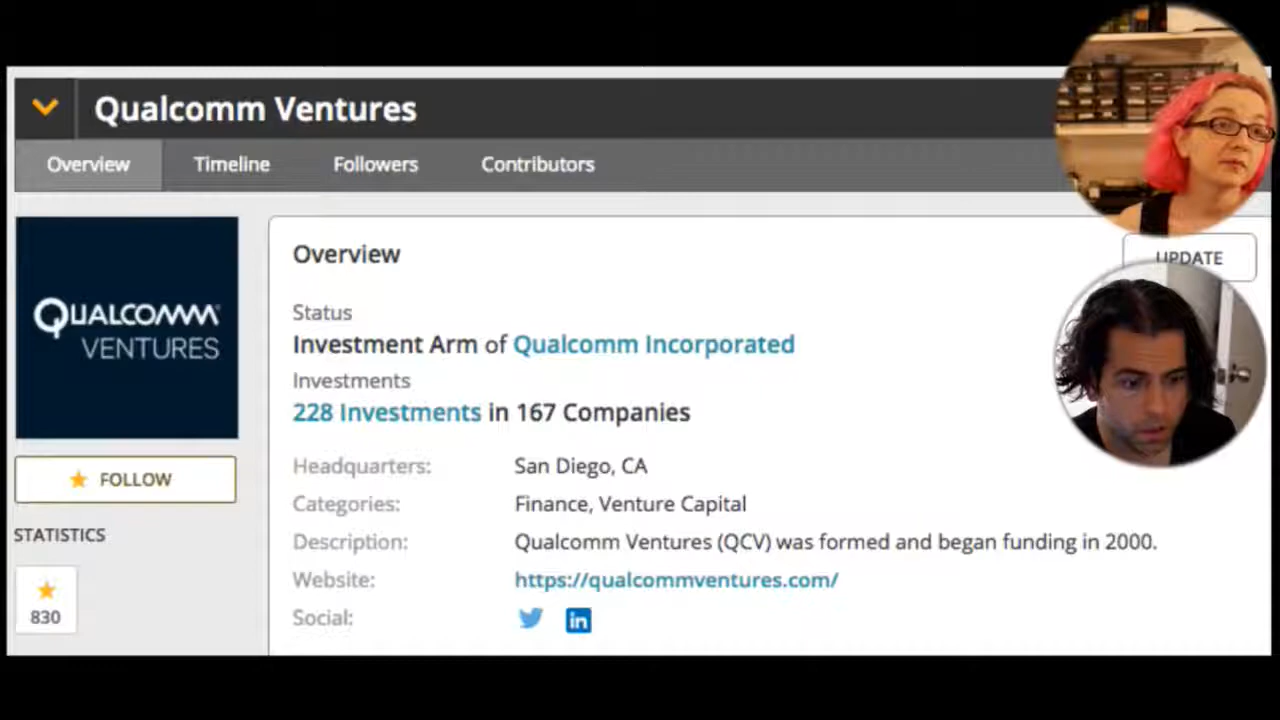 Qualcomm Ventures
Overview Timeline Followers Contributors
QUALCOMM
VENTURES
FOLLOW
STATISTICS
830
Overview
UPDATE
Status
Investment Arm of Qualcomm Incorporated
Investments
228 Investments in 167 Companies
Headquarters: San Diego, CA
Categories: Finance, Venture Capital
Description: Qualcomm Ventures (QCV) was formed and began funding in 2000.
Website: https://qualcommventures.com/
Social: in